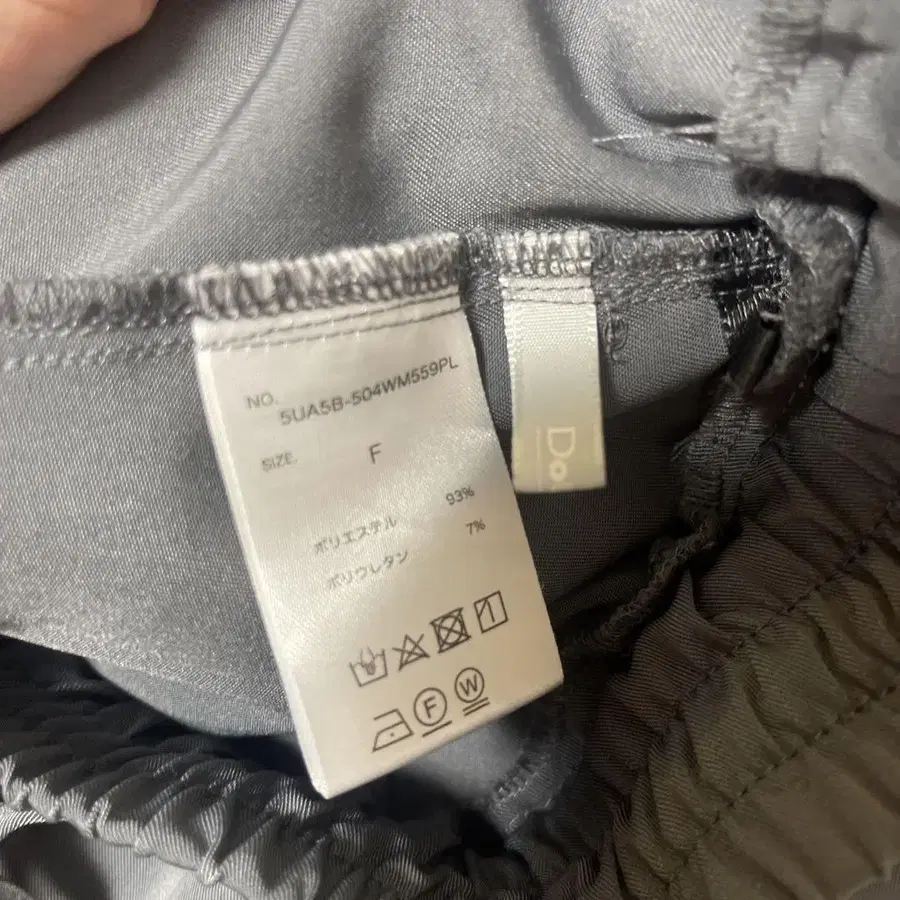 NO.
5UA5B-504WM559PL
SIZE. F
ポリエステル 93%
ポリウレタン 7%
F W
Do